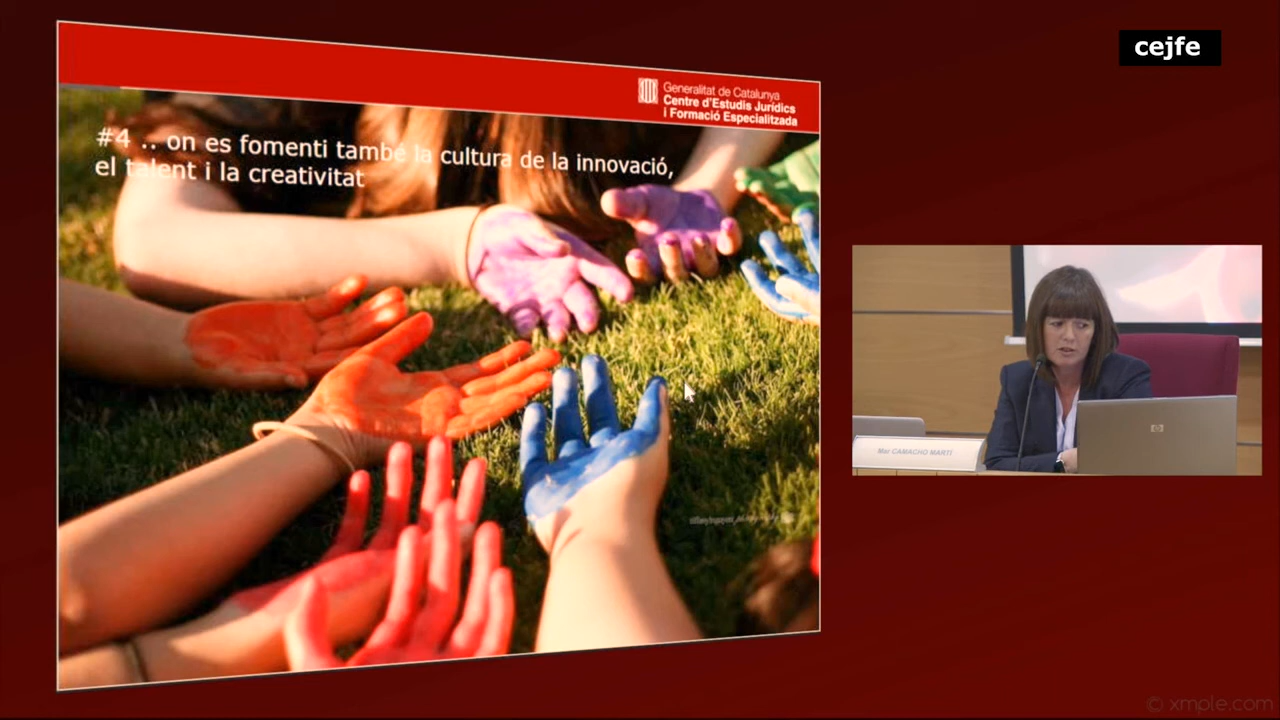 cejfe
Generalitat de Catalunya
Centre d'Estudis Jurídics
i Formació Especialitzada
#4 .. on es fomenti també la cultura de la innovació,
el talent i la creativitat
Mar CAMACHO MARTÍ
hp
© xmple.com